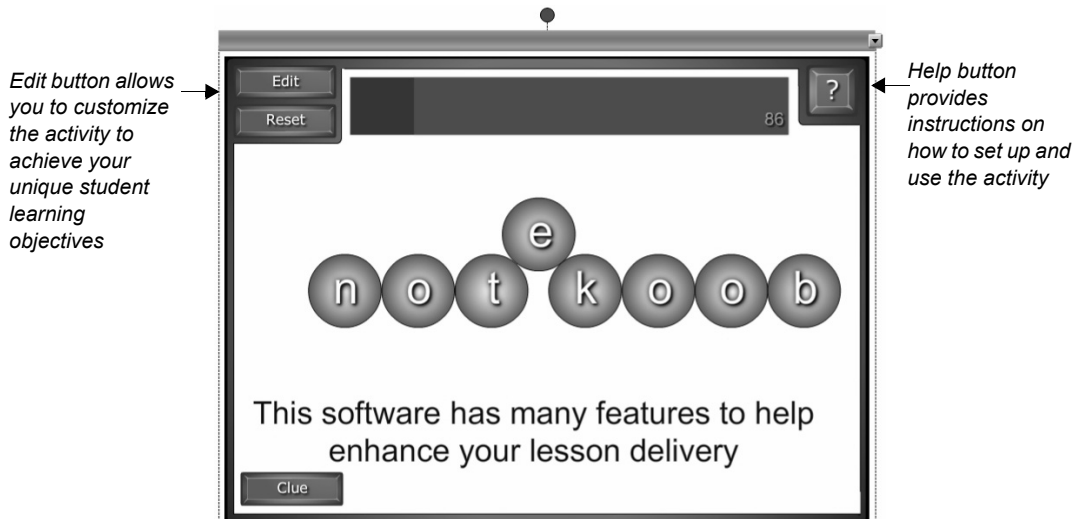 Edit button allows
you to customize
the activity to
achieve your
unique student
learning
objectives
Edit
Reset
86
?
Help button
provides
instructions on
how to set up and
use the activity
e
n o t k o o b
This software has many features to help
enhance your lesson delivery
Clue